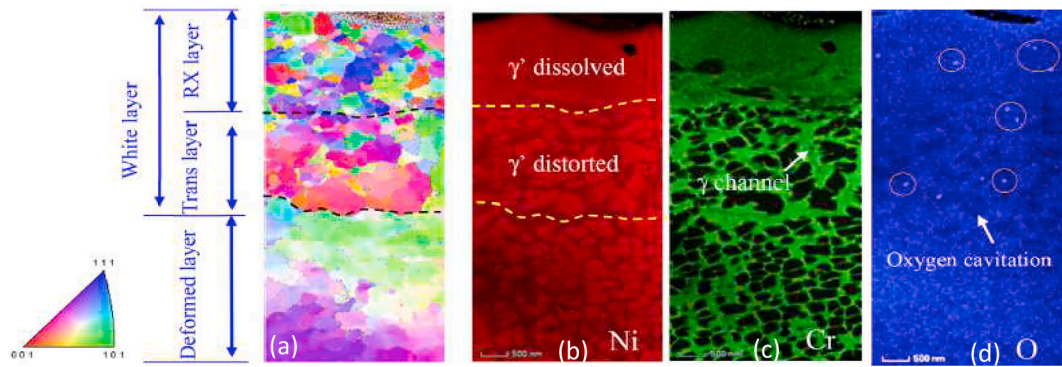 White layer
RX layer
Trans layer
Deformed layer
111
001
101
(a)
γ' dissolved
γ' distorted
500 nm
(b)
Ni
γ channel
500 nm
(c)
Cr
Oxygen cavitation
500 nm
(d)
O